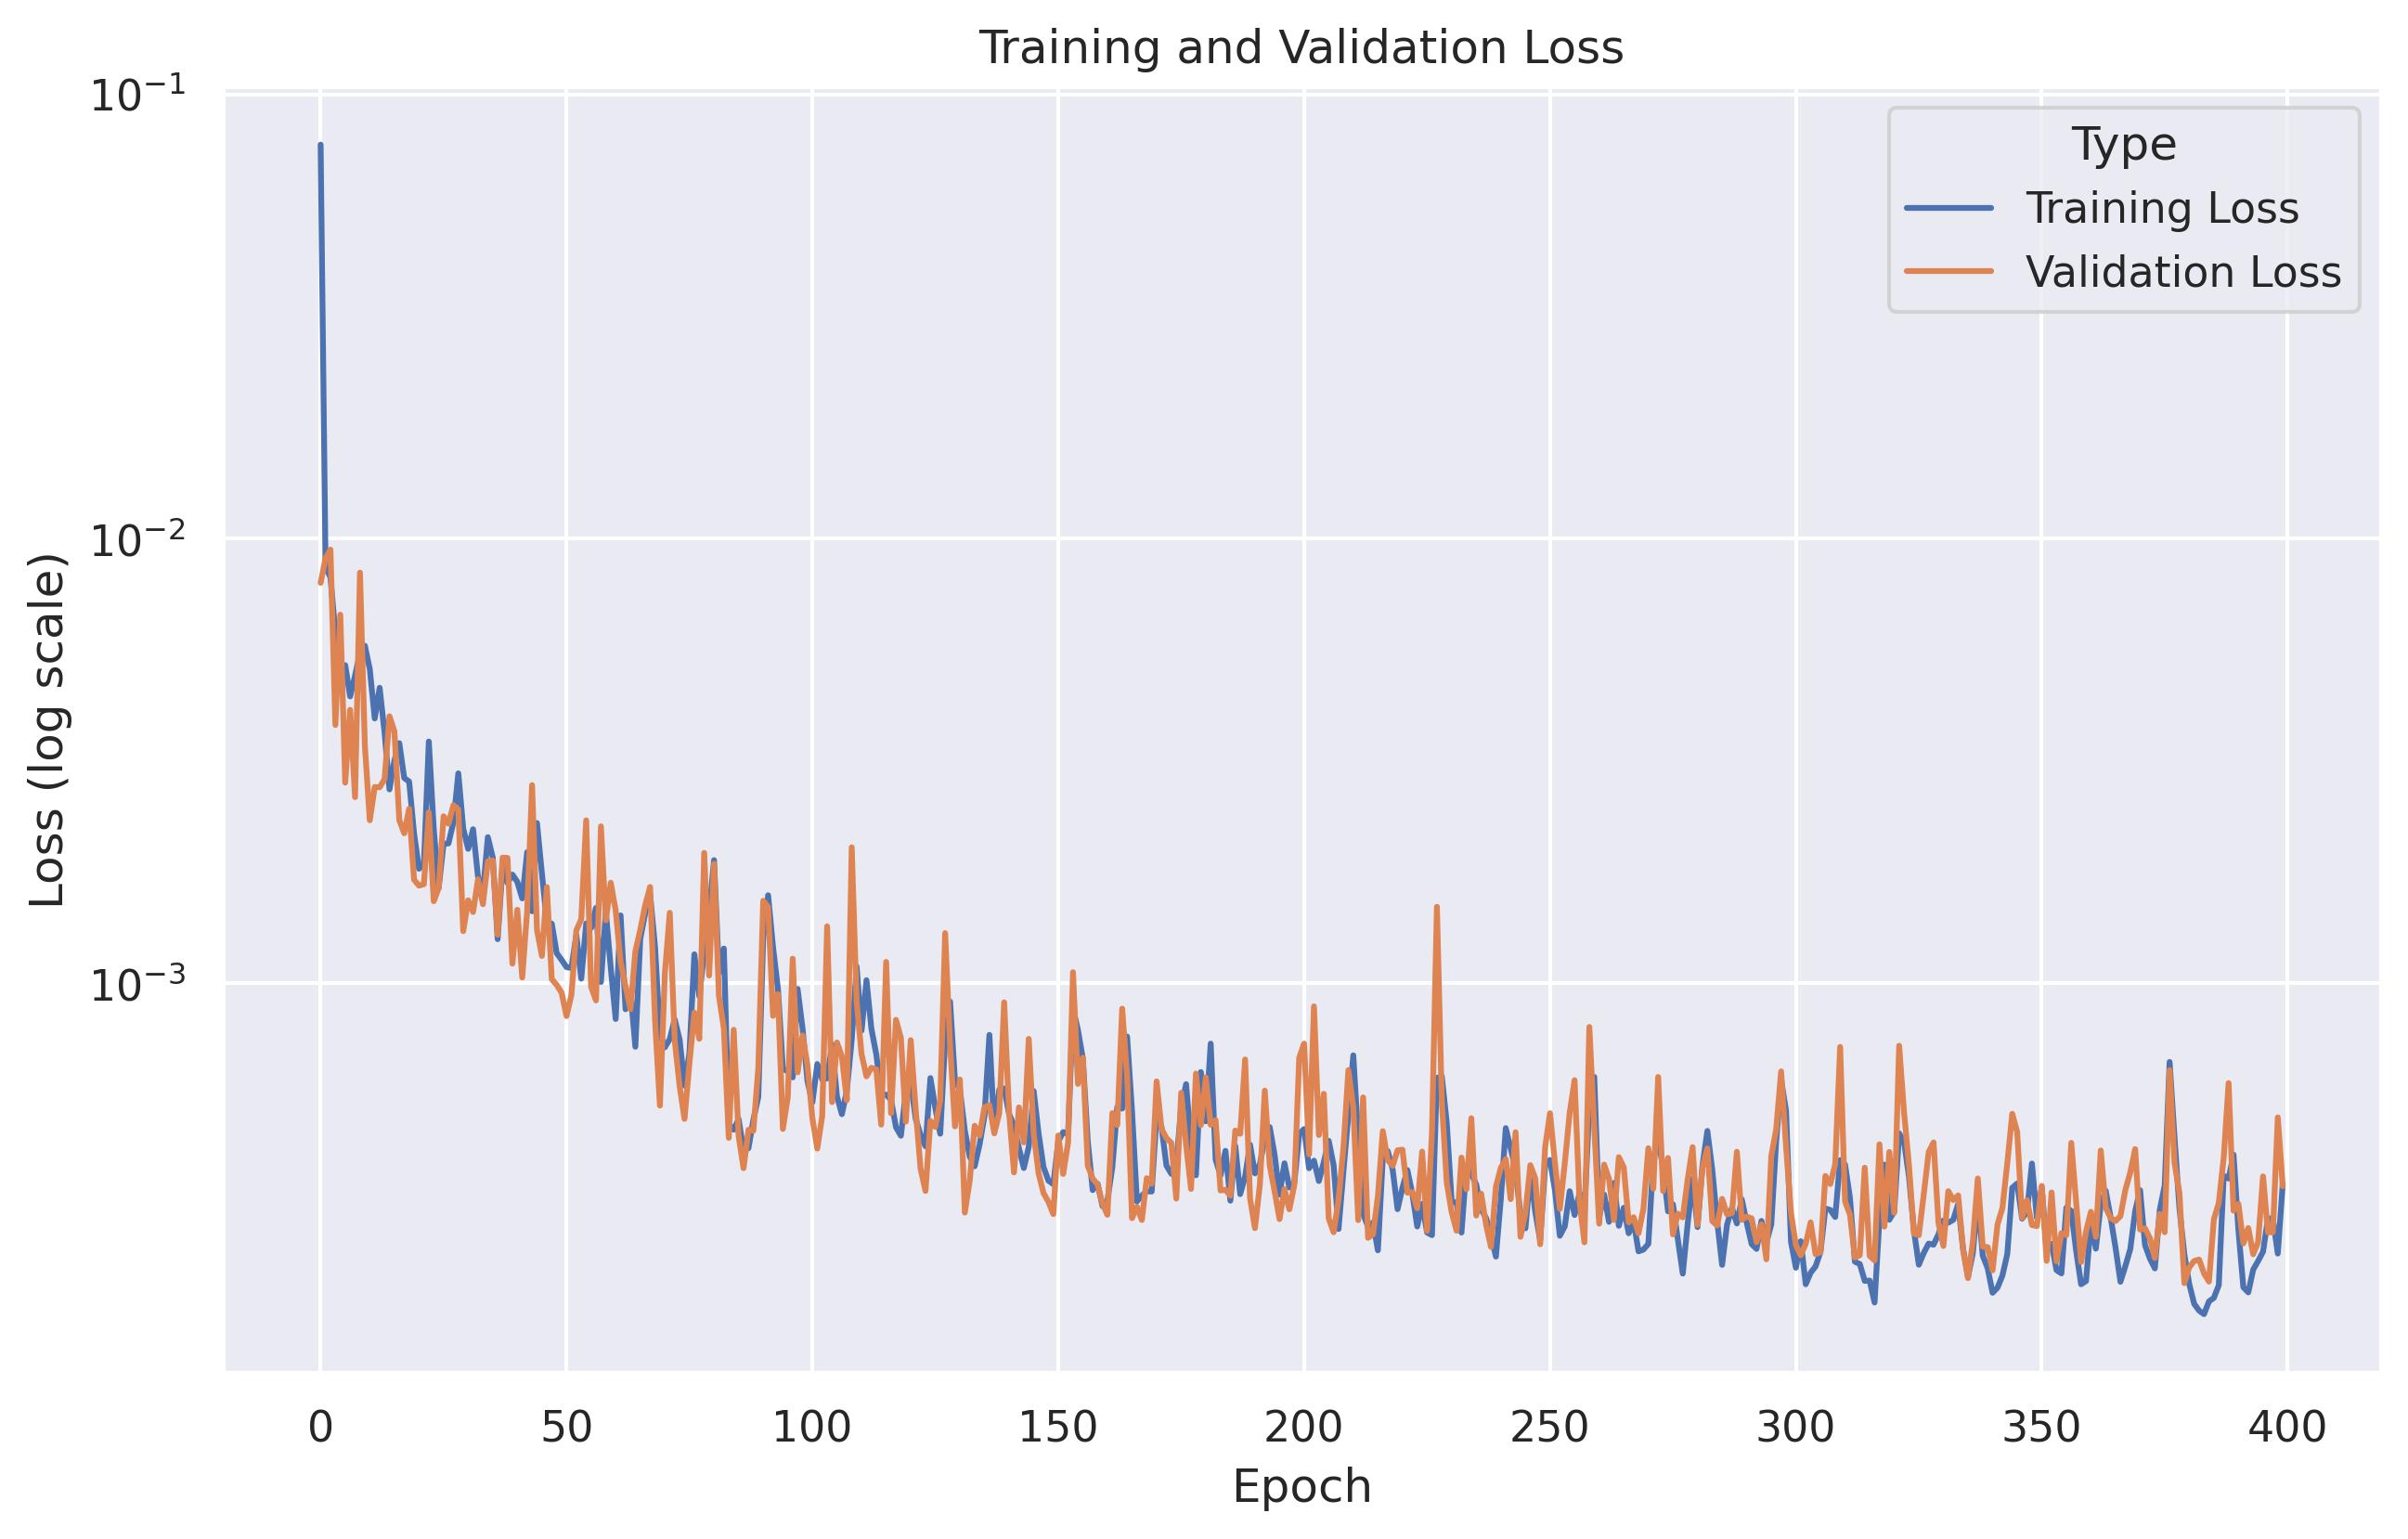 Training and Validation Loss
10⁻¹
10⁻²
10⁻³
Loss (log scale)
Type
Training Loss
Validation Loss
0 50 100 150 200 250 300 350 400
Epoch